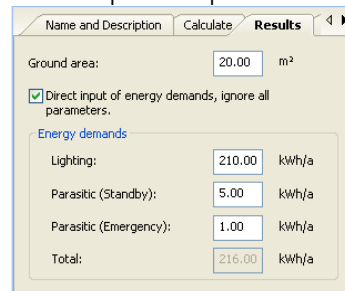 Name and Description Calculate Results
Ground area: 20.00 m²
Direct input of energy demands, ignore all
parameters.
Energy demands
Lighting: 210.00 kWh/a
Parasitic (Standby): 5.00 kWh/a
Parasitic (Emergency): 1.00 kWh/a
Total: 216.00 kWh/a